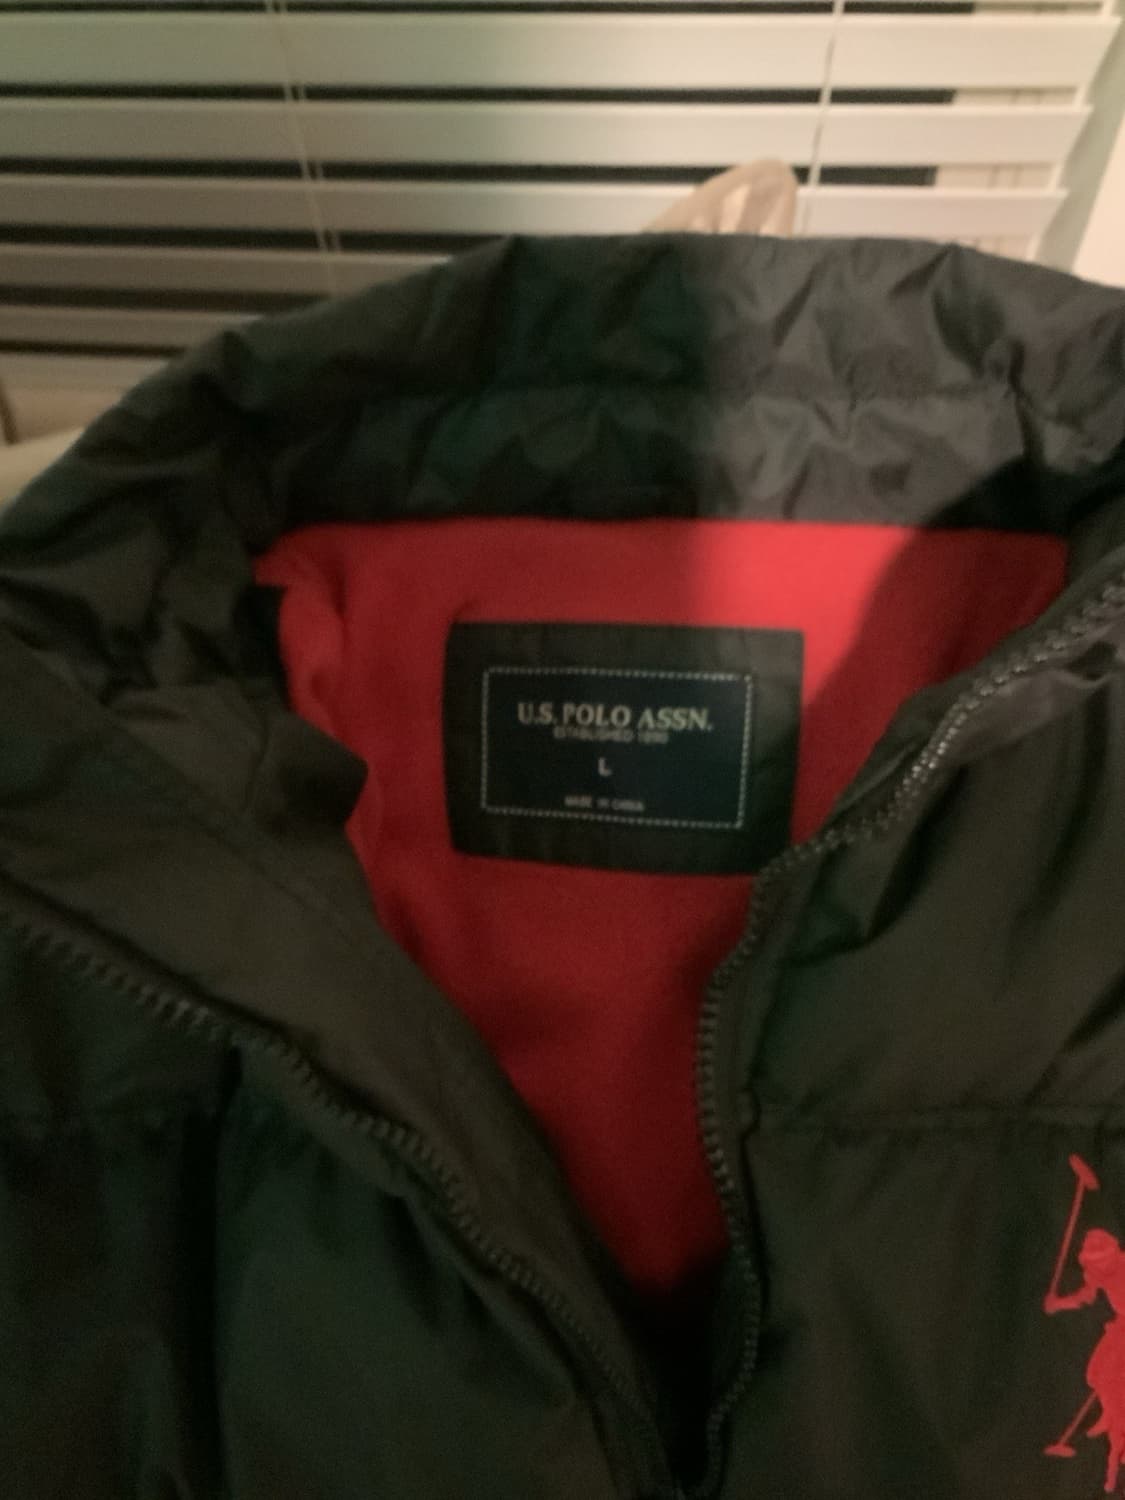 U.S. POLO ASSN.
ESTABLISHED 1890
L
MADE IN CHINA